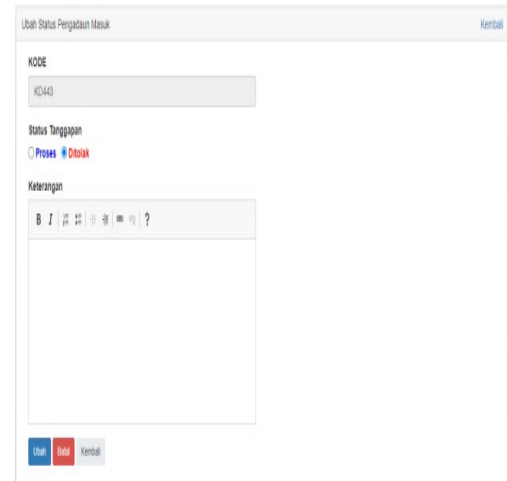 Ubah Status Pengadaun Masuk Kembali
KODE
KD443
Status Tanggapan
Proses Ditolak
Keterangan
B I ?
Ubah Batal Kembali